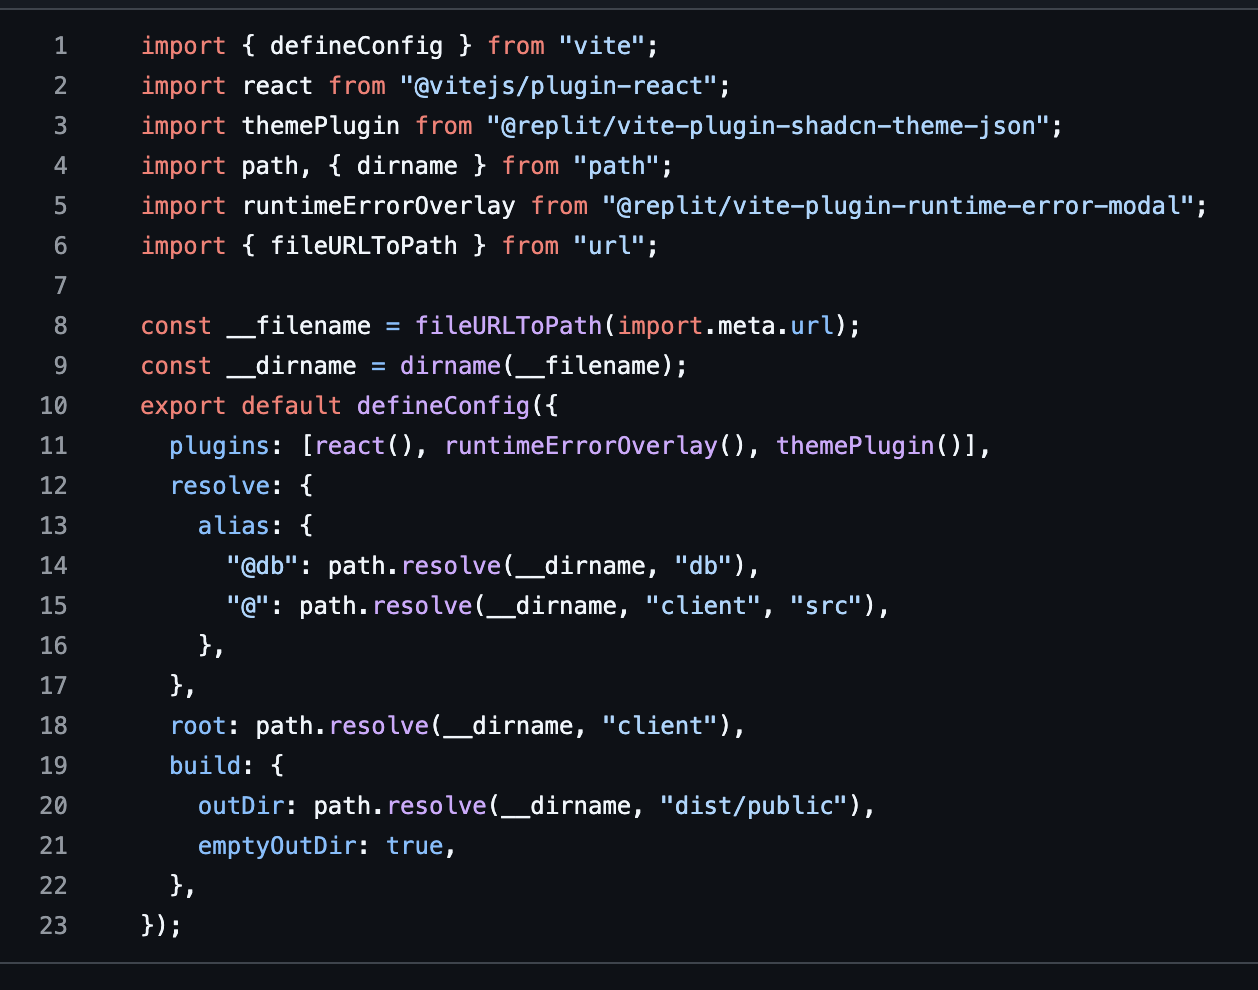 1 import { defineConfig } from "vite";
2 import react from "@vitejs/plugin-react";
3 import themePlugin from "@replit/vite-plugin-shadcn-theme-json";
4 import path, { dirname } from "path";
5 import runtimeErrorOverlay from "@replit/vite-plugin-runtime-error-modal";
6 import { fileURLToPath } from "url";
7
8 const __filename = fileURLToPath(import.meta.url);
9 const __dirname = dirname(__filename);
10 export default defineConfig({
11   plugins: [react(), runtimeErrorOverlay(), themePlugin()],
12   resolve: {
13     alias: {
14       "@db": path.resolve(__dirname, "db"),
15       "@": path.resolve(__dirname, "client", "src"),
16     },
17   },
18   root: path.resolve(__dirname, "client"),
19   build: {
20     outDir: path.resolve(__dirname, "dist/public"),
21     emptyOutDir: true,
22   },
23 });